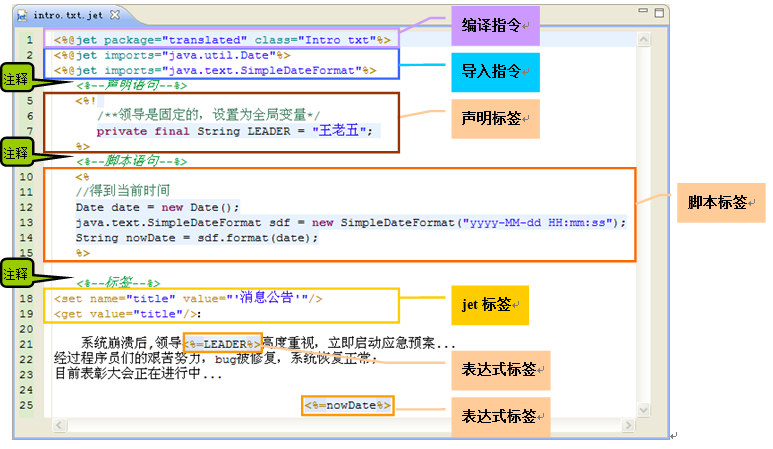 intro.txt.jet
1 <%@jet package="translated" class="Intro txt"%>
编译指令
2 <%@jet imports="java.util.Date"%>
3 <%@jet imports="java.text.SimpleDateFormat"%>
导入指令
注释
4 <%--声明语句--%>
5 <%!
6 /**领导是固定的，设置为全局变量*/
7 private final String LEADER = "王老五";
8 %>
声明标签
注释
9 <%--脚本语句--%>
10 <%
11 //得到当前时间
12 Date date = new Date();
13 java.text.SimpleDateFormat sdf = new SimpleDateFormat("yyyy-MM-dd HH:mm:ss");
14 String nowDate = sdf.format(date);
15 %>
脚本标签
注释
<%--标签--%>
18 <set name="title" value="'消息公告'"/>
19 <get value="title"/>:
jet 标签
20
21 系统崩溃后,领导<%=LEADER%>高度重视，立即启动应急预案...
22 经过程序员们的艰苦努力，bug被修复，系统恢复正常;
23 目前表彰大会正在进行中...
表达式标签
24
25 <%=nowDate%>
表达式标签